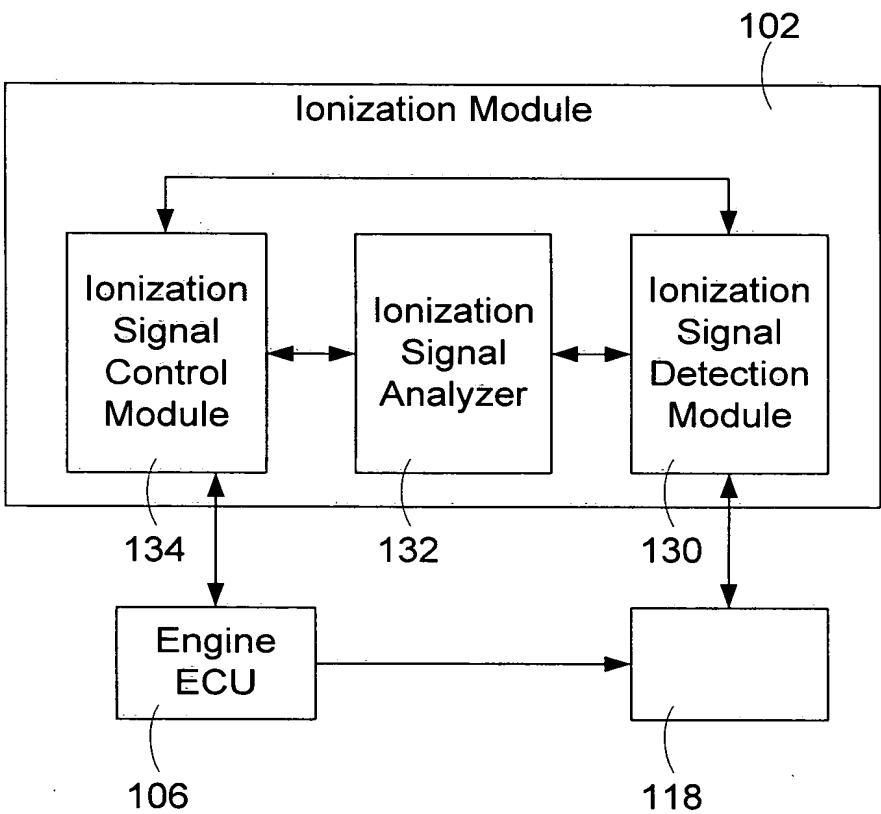 102
Ionization Module
Ionization
Signal
Control
Module
Ionization
Signal
Analyzer
Ionization
Signal
Detection
Module
134
132
130
Engine
ECU
106
118